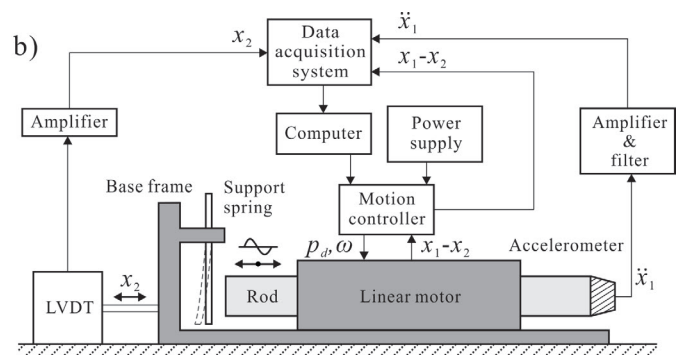 b)
x₂
Data
acquisition
system
ẍ₁
x₁-x₂
Amplifier
Computer
Power
supply
Amplifier
&
filter
Base frame
Support
spring
Motion
controller
p_d, ω
x₁-x₂
Accelerometer
x₂
LVDT
Rod
Linear motor
ẍ₁